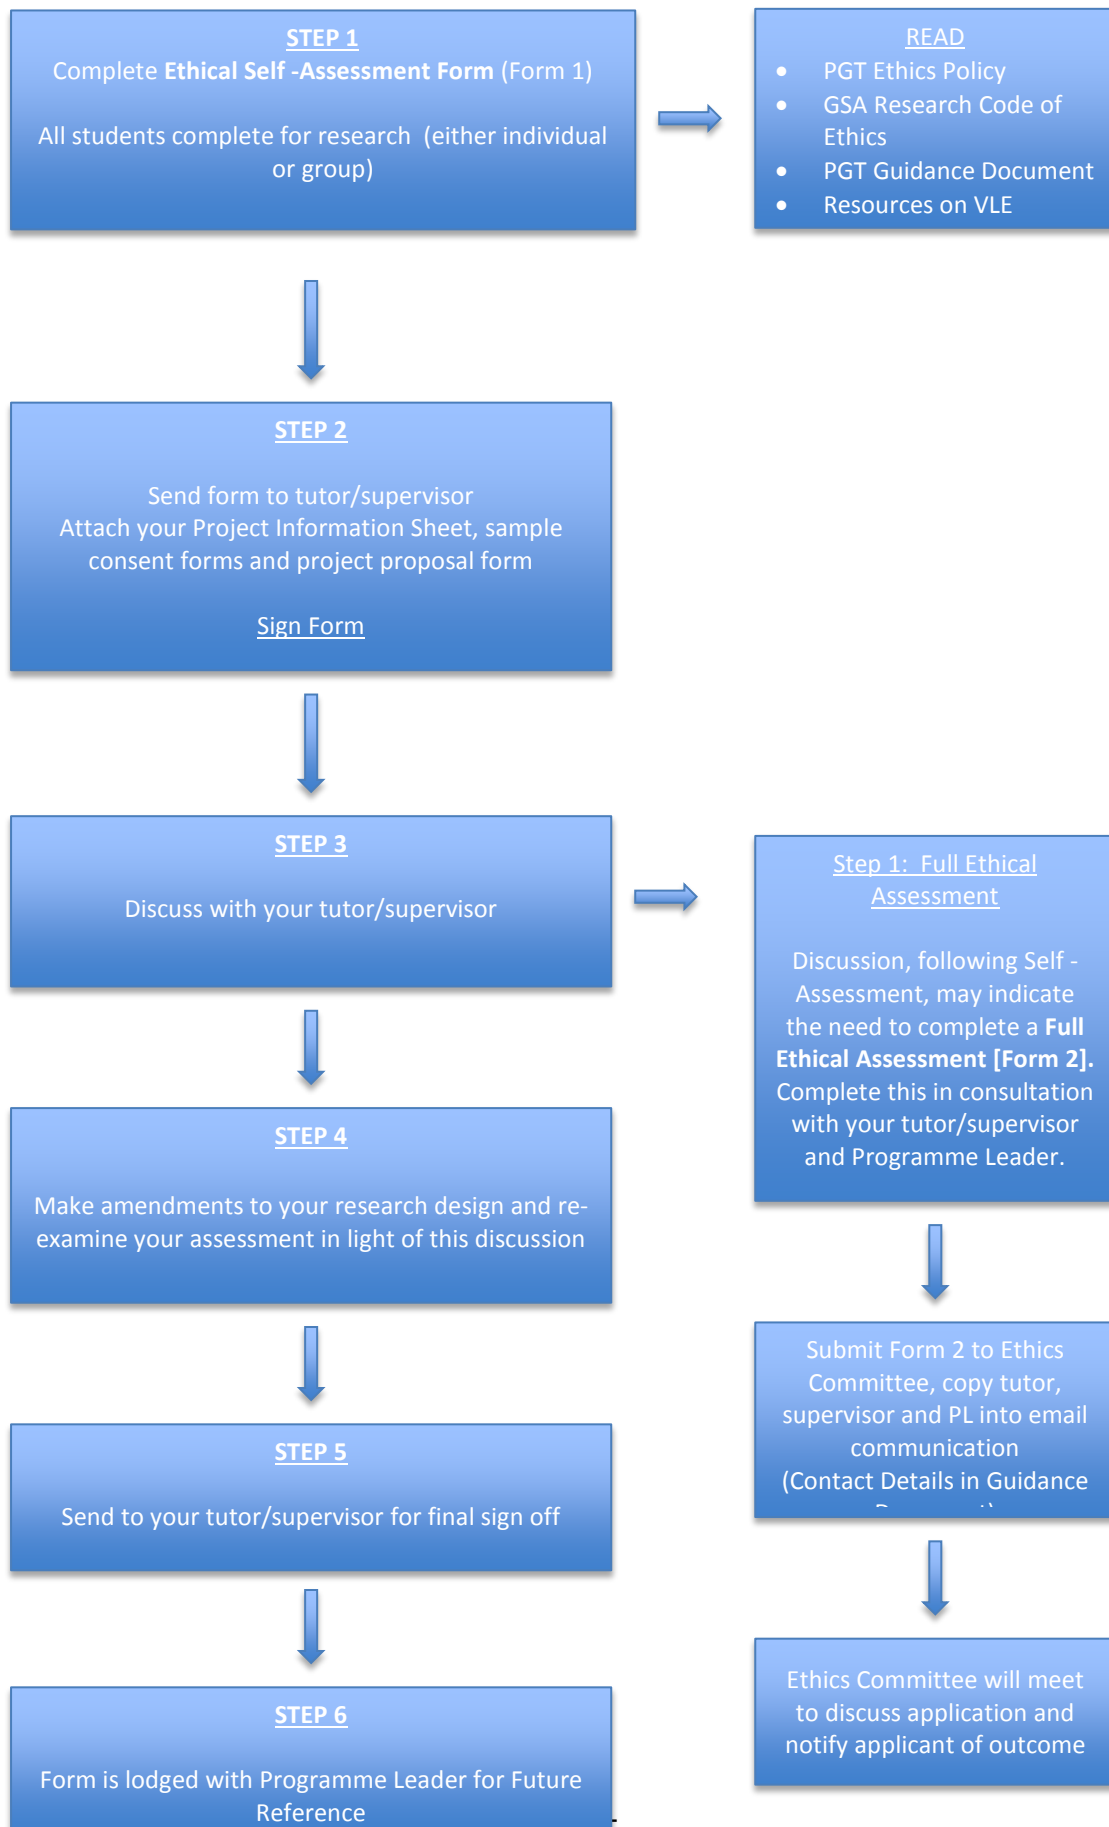 STEP 1
Complete Ethical Self -Assessment Form (Form 1)
All students complete for research (either individual
or group)
READ
• PGT Ethics Policy
• GSA Research Code of
Ethics
• PGT Guidance Document
• Resources on VLE
STEP 2
Send form to tutor/supervisor
Attach your Project Information Sheet, sample
consent forms and project proposal form
Sign Form
STEP 3
Discuss with your tutor/supervisor
Step 1: Full Ethical
Assessment
Discussion, following Self -
Assessment, may indicate
the need to complete a Full
Ethical Assessment [Form 2].
Complete this in consultation
with your tutor/supervisor
and Programme Leader.
STEP 4
Make amendments to your research design and re-
examine your assessment in light of this discussion
Submit Form 2 to Ethics
Committee, copy tutor,
supervisor and PL into email
communication
(Contact Details in Guidance
STEP 5
Send to your tutor/supervisor for final sign off
Ethics Committee will meet
to discuss application and
notify applicant of outcome
STEP 6
Form is lodged with Programme Leader for Future
Reference